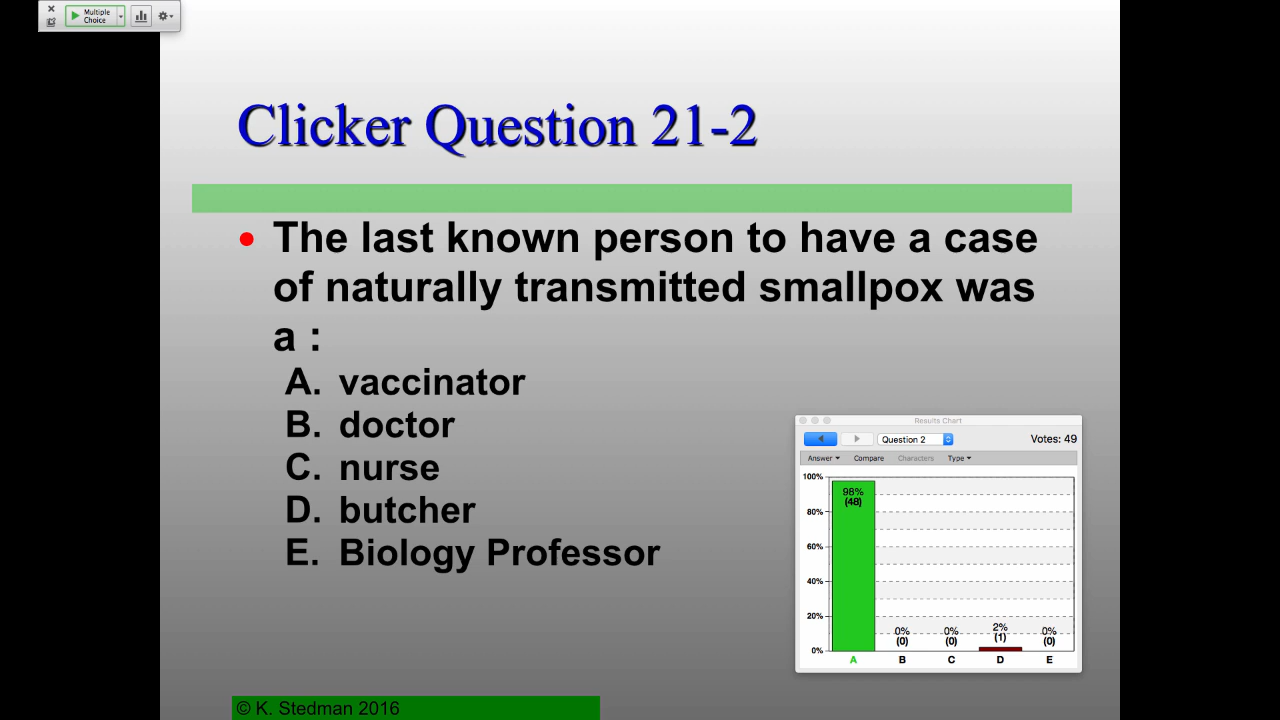 Multiple
Choice
Clicker Question 21-2
The last known person to have a case
of naturally transmitted smallpox was
a :
A. vaccinator
B. doctor
C. nurse
D. butcher
E. Biology Professor
Results Chart
Question 2
Votes: 49
Answer
Compare
Characters
Type
100%
80%
60%
40%
20%
0%
98%
(48)
0%
(0)
0%
(0)
2%
(1)
0%
(0)
A B C D E
© K. Stedman 2016